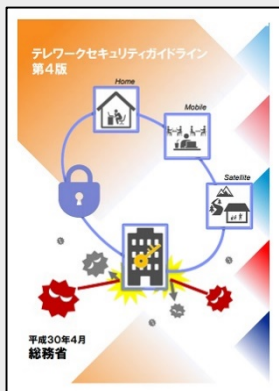 テレワークセキュリティガイドライン
第4版
Home
Mobile
Satellite
平成30年4月
総務省